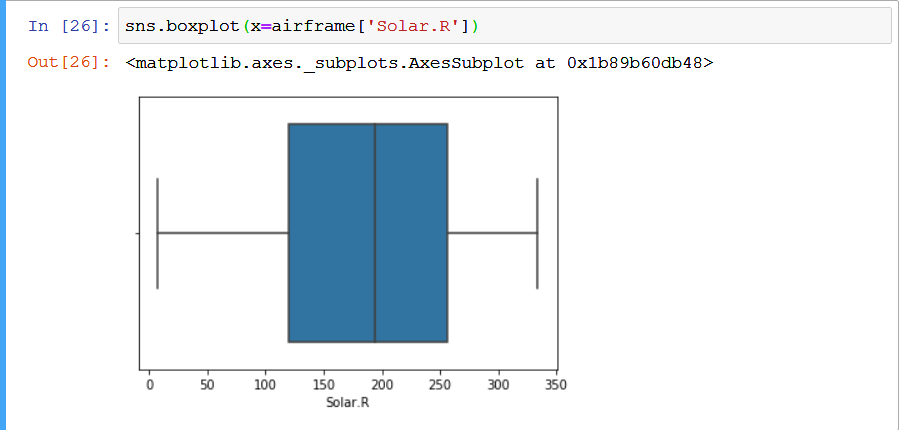 In [26]: sns.boxplot(x=airframe['Solar.R'])
Out[26]: <matplotlib.axes._subplots.AxesSubplot at 0x1b89b60db48>
0 50 100 150 200 250 300 350
Solar.R